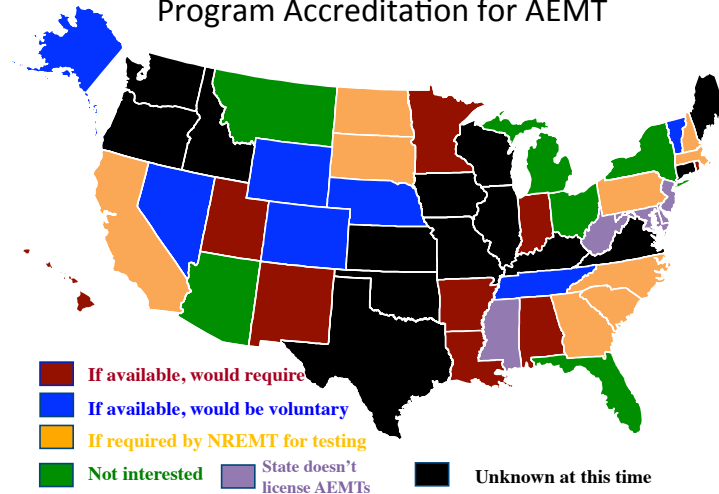 Program Accreditation for AEMT
If available, would require
If available, would be voluntary
If required by NREMT for testing
Not interested
State doesn't
license AEMTs
Unknown at this time